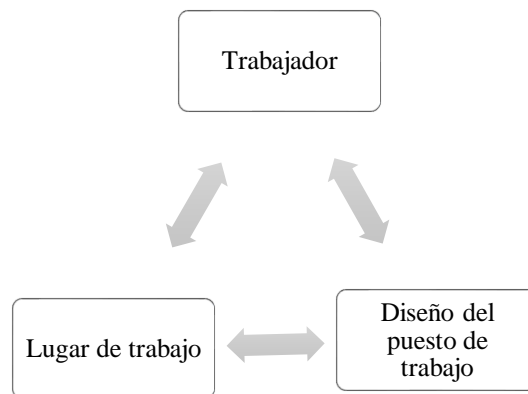 Trabajador
Lugar de trabajo
Diseño del
puesto de
trabajo